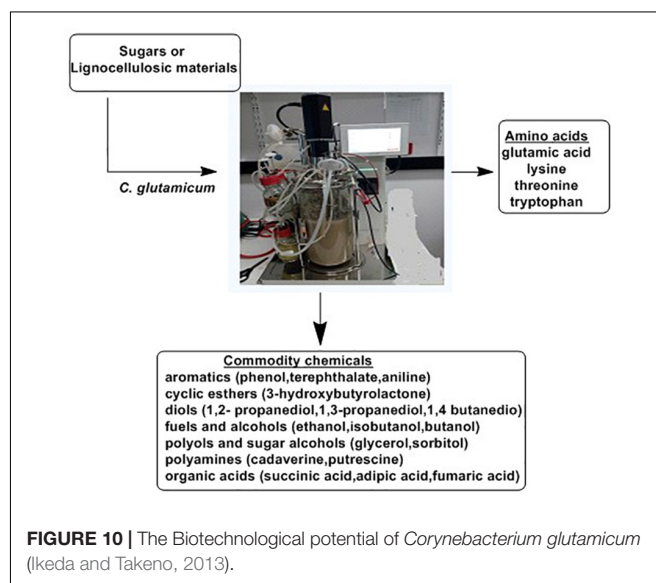 Sugars or
Lignocellulosic materials
C. glutamicum
Amino acids
glutamic acid
lysine
threonine
tryptophan
Commodity chemicals
aromatics (phenol,terephthalate,aniline)
cyclic esthers (3-hydroxybutyrolactone)
diols (1,2- propanediol,1,3-propanediol,1,4 butanedio)
fuels and alcohols (ethanol,isobutanol,butanol)
polyols and sugar alcohols (glycerol,sorbitol)
polyamines (cadaverine,putrescine)
organic acids (succinic acid,adipic acid,fumaric acid)
FIGURE 10 | The Biotechnological potential of Corynebacterium glutamicum
(Ikeda and Takeno, 2013).